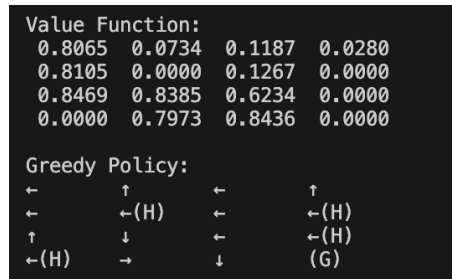 Value Function:
0.8065 0.0734 0.1187 0.0280
0.8105 0.0000 0.1267 0.0000
0.8469 0.8385 0.6234 0.0000
0.0000 0.7973 0.8436 0.0000
Greedy Policy:
← ↑ ← ↑
← ←(H) ← ←(H)
↑ ↓ ← ←(H)
←(H) → ↓ (G)